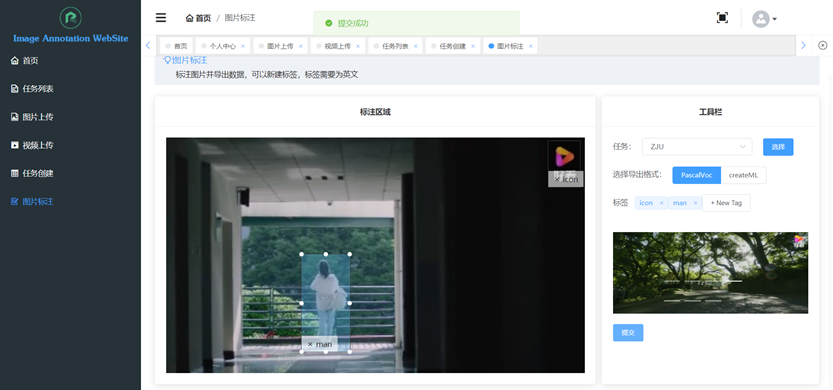 Image Annotation WebSite
首页
任务列表
图片上传
视频上传
任务创建
图片标注
首页 / 图片标注
提交成功
首页
个人中心 ×
图片上传 ×
视频上传 ×
任务列表 ×
任务创建 ×
图片标注 ×
图片标注
标注图片并导出数据，可以新建标签，标签需要为英文
标注区域
× icon
× man
工具栏
任务： ZJU 选择
选择导出格式： PascalVoc createML
标签 icon × man × + New Tag
提交